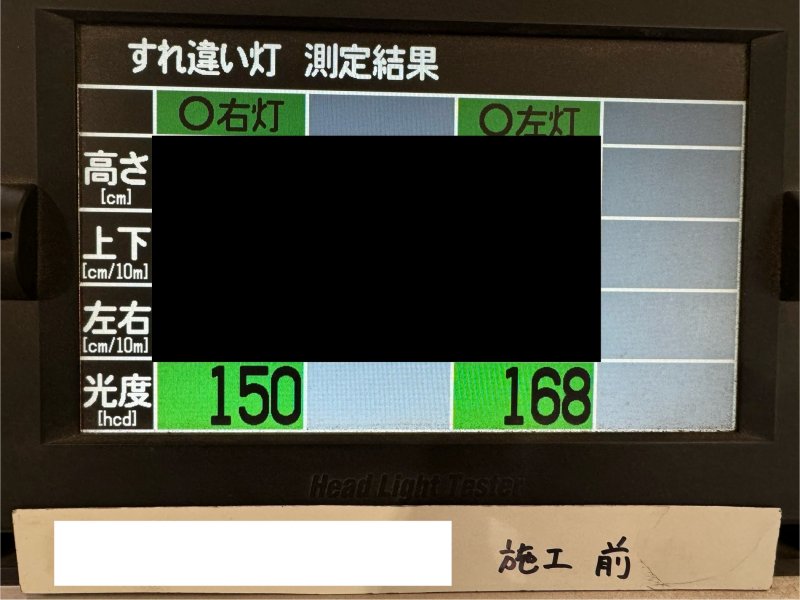 すれ違い灯 測定結果
○右灯 ○左灯
高さ
[cm]
上下
[cm/10m]
左右
[cm/10m]
光度 150 168
[hcd]
Head Light Tester
施工 前